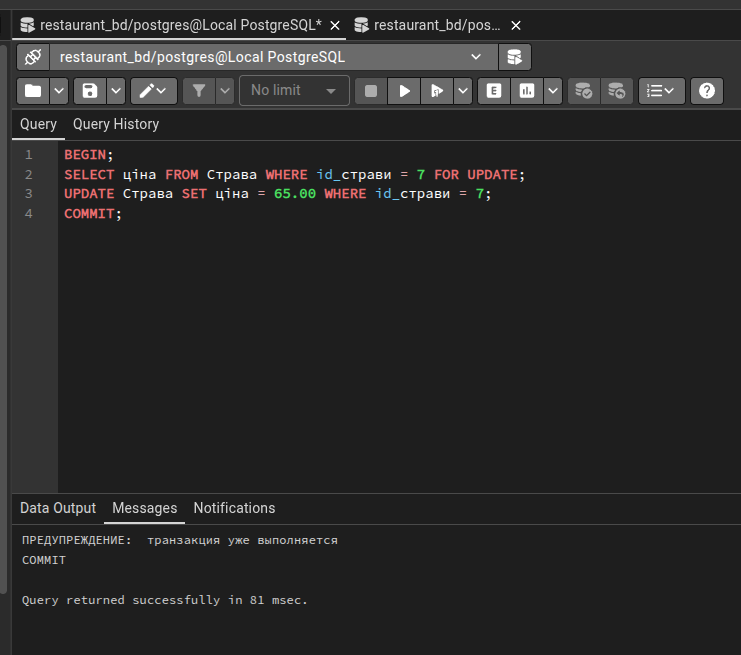 restaurant_bd/postgres@Local PostgreSQL*
restaurant_bd/pos...
restaurant_bd/postgres@Local PostgreSQL
No limit
E
Query
Query History
1 BEGIN;
2 SELECT ціна FROM Страва WHERE id_страви = 7 FOR UPDATE;
3 UPDATE Страва SET ціна = 65.00 WHERE id_страви = 7;
4 COMMIT;
Data Output
Messages
Notifications
ПРЕДУПРЕЖДЕНИЕ: транзакция уже выполняется
COMMIT
Query returned successfully in 81 msec.